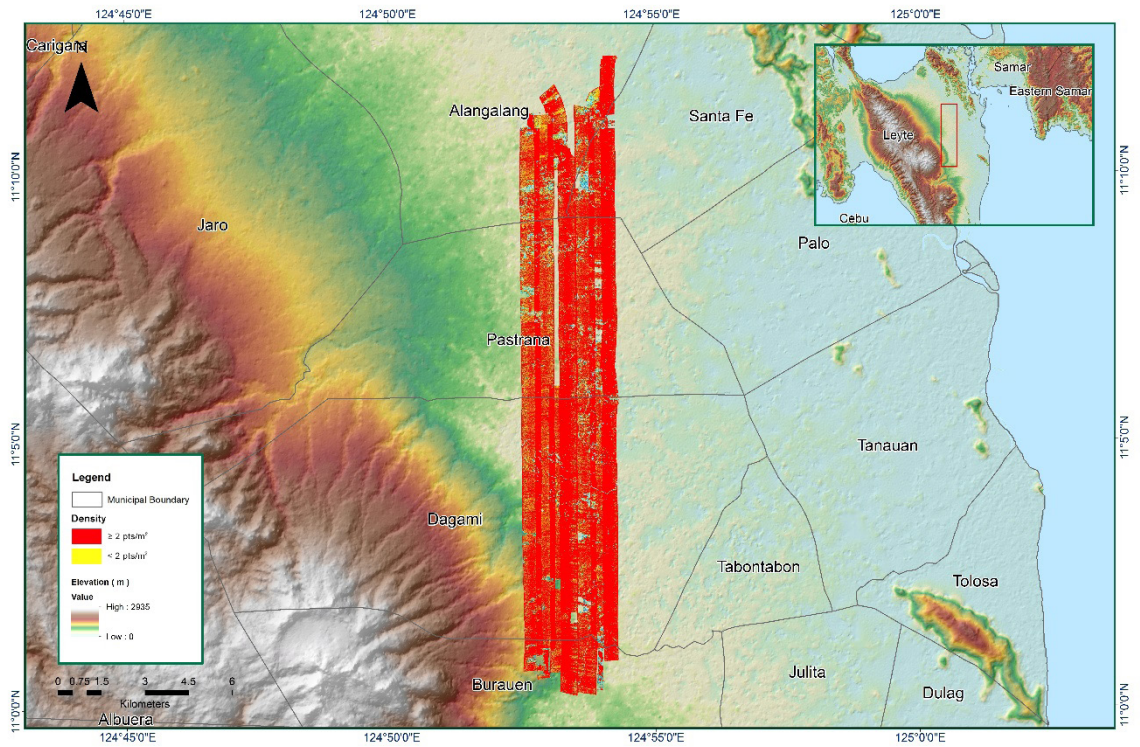 124°45'0"E 124°50'0"E 124°55'0"E 125°0'0"E
Carigara
N
Samar
Eastern Samar
Alangalang
Santa Fe
Leyte
11°10'0"N 11°10'0"N
Jaro
Cebu
Palo
Pastrana
11°5'0"N 11°5'0"N
Tanauan
Legend
Municipal Boundary
Density
≥ 2 pts/m²
< 2 pts/m²
Elevation ( m )
Value
High : 2935
Low : 0
Dagami
Tabontabon
Tolosa
Julita
Burauen
Dulag
0 0.75 1.5 3 4.5 6
Kilometers
Albuera
11°0'0"N 11°0'0"N
124°45'0"E 124°50'0"E 124°55'0"E 125°0'0"E